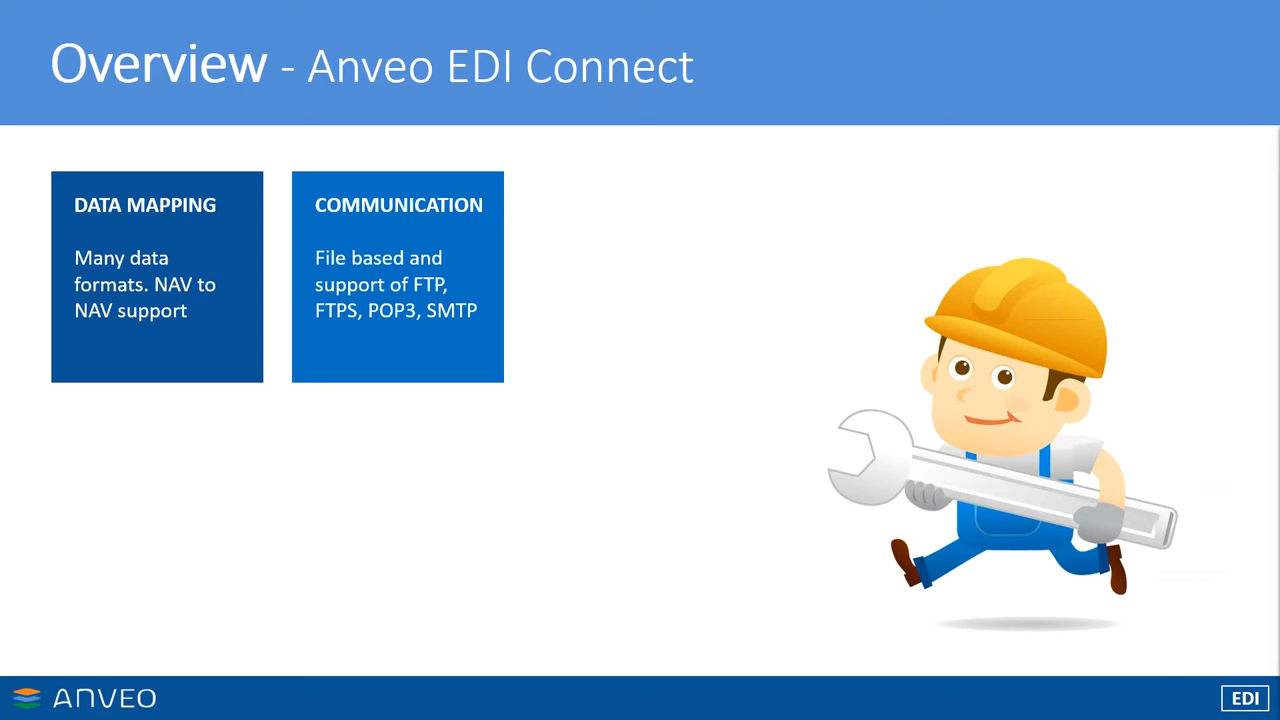 Overview - Anveo EDI Connect
DATA MAPPING
Many data
formats. NAV to
NAV support
COMMUNICATION
File based and
support of FTP,
FTPS, POP3, SMTP
ANVEO
EDI